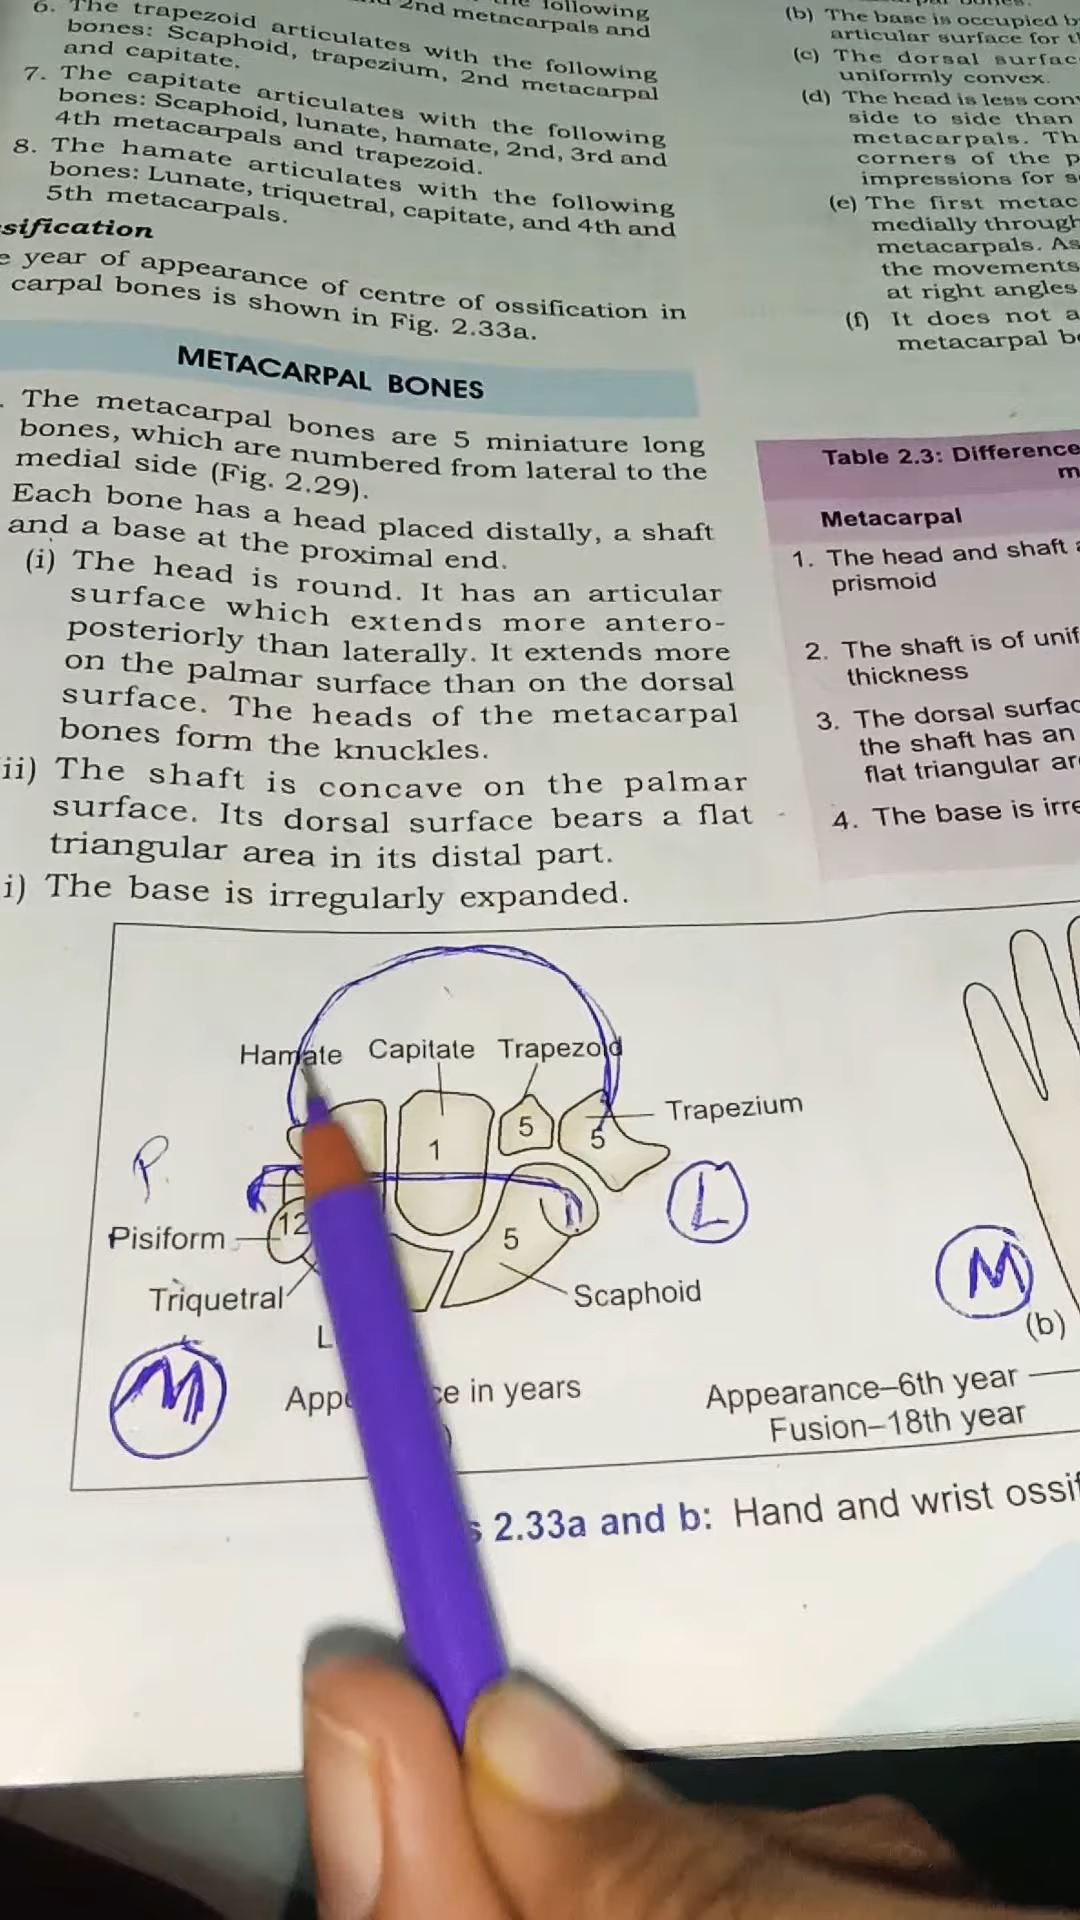 following
2nd metacarpals and
6. The trapezoid articulates with the following
bones: Scaphoid, trapezium, 2nd metacarpal
and capitate.
7. The capitate articulates with the following
bones: Scaphoid, lunate, hamate, 2nd, 3rd and
4th metacarpals and trapezoid.
8. The hamate articulates with the following
bones: Lunate, triquetral, capitate, and 4th and
5th metacarpals.
sification
e year of appearance of centre of ossification in
carpal bones is shown in Fig. 2.33a.
METACARPAL BONES
The metacarpal bones are 5 miniature long
bones, which are numbered from lateral to the
medial side (Fig. 2.29).
Each bone has a head placed distally, a shaft
and a base at the proximal end.
(i) The head is round. It has an articular
surface which extends more antero-
posteriorly than laterally. It extends more
on the palmar surface than on the dorsal
surface. The heads of the metacarpal
bones form the knuckles.
ii) The shaft is concave on the palmar
surface. Its dorsal surface bears a flat
triangular area in its distal part.
i) The base is irregularly expanded.
(b) The base is occupied b
articular surface for t
(c) The dorsal surfac
uniformly convex.
(d) The head is less con
side to side than
metacarpals. Th
corners of the p
impressions for s
(e) The first metac
medially through
metacarpals. As
the movements
at right angles
(f) It does not a
metacarpal b
Table 2.3: Difference
m
Metacarpal
1. The head and shaft a
prismoid
2. The shaft is of unif
thickness
3. The dorsal surfac
the shaft has an
flat triangular ar
4. The base is irre
Hamate Capitate Trapezoid
Trapezium
1
5
5
P.
L
Pisiform
12
5
Triquetral
Scaphoid
L
M
M
(b)
App ce in years
)
Appearance–6th year
Fusion–18th year
s 2.33a and b: Hand and wrist ossif